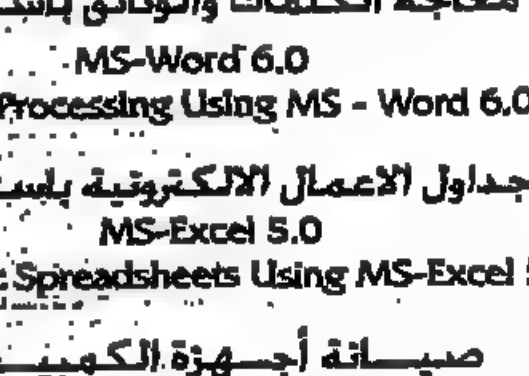 معالجة الكلمات والوثائق
MS-Word 6.0
Processing Using MS - Word 6.0
جداول الاعمال الالكترونية
MS-Excel 5.0
Spreadsheets Using MS-Excel
صيانة أجهزة